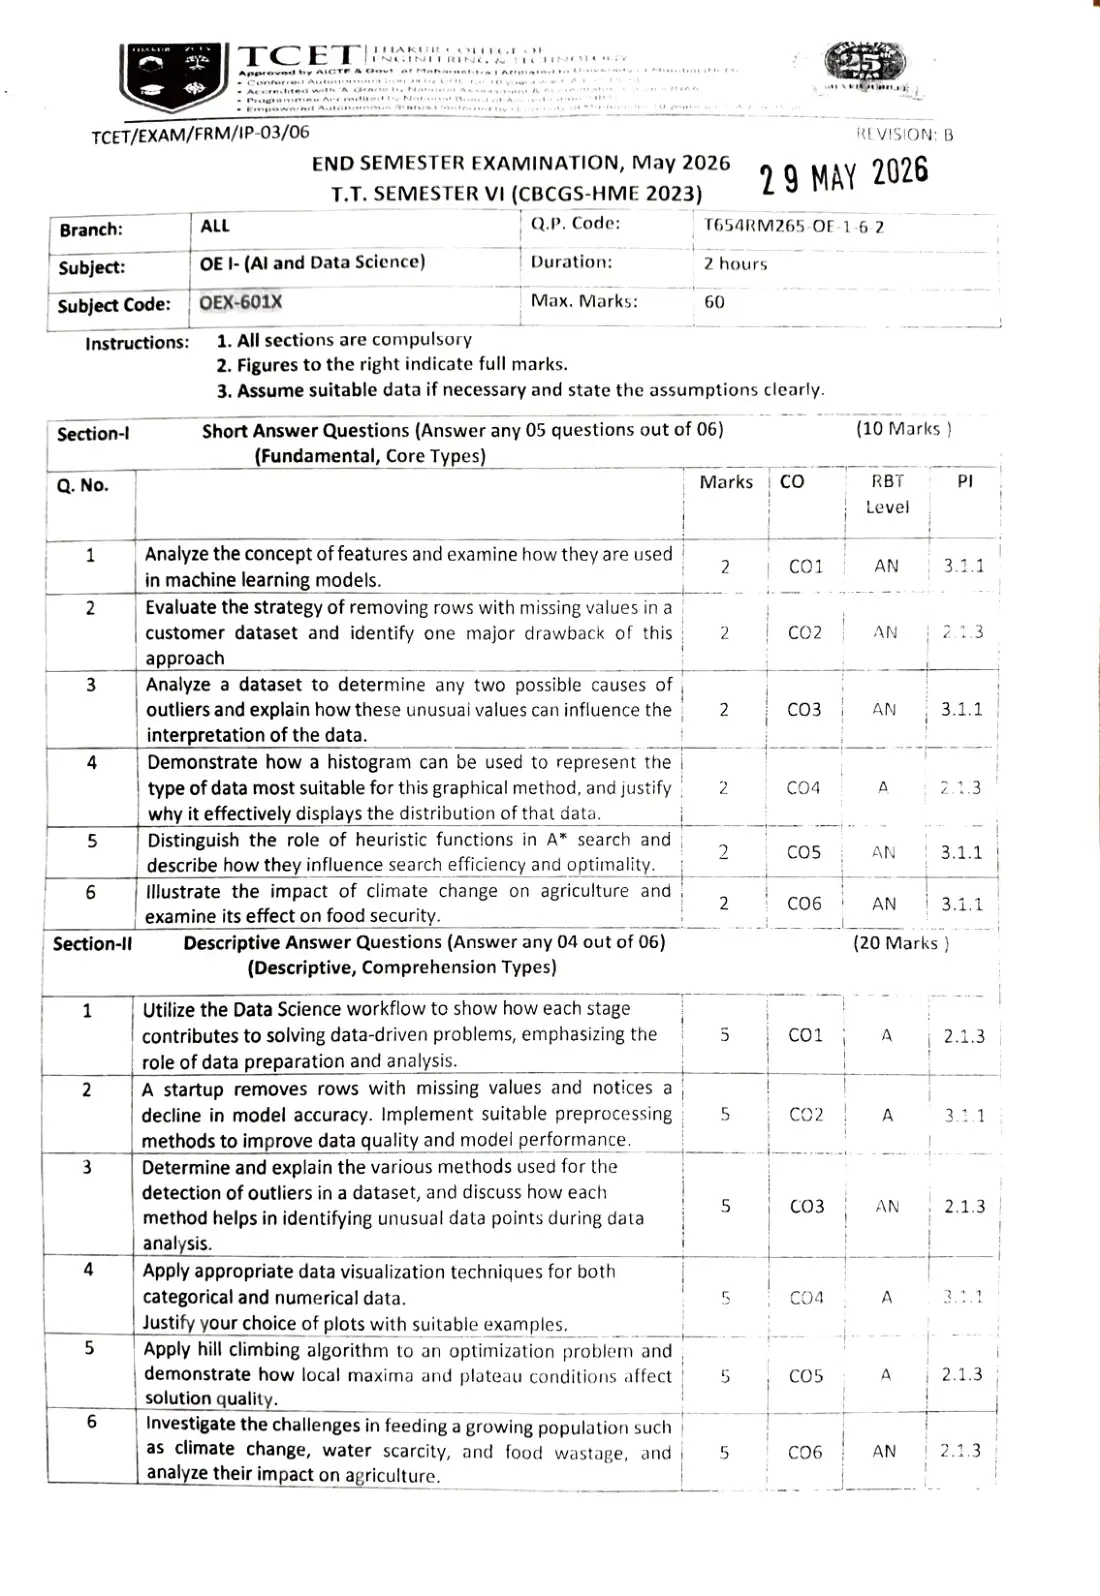 TCET
TCET/EXAM/FRM/IP-03/06 REVISION: B
END SEMESTER EXAMINATION, May 2026
29 MAY 2026
T.T. SEMESTER VI (CBCGS-HME 2023)
Branch: ALL Q.P. Code: T654RM265-OE-1-6-2
Subject: OE I- (AI and Data Science) Duration: 2 hours
Subject Code: OEX-601X Max. Marks: 60
Instructions: 1. All sections are compulsory
2. Figures to the right indicate full marks.
3. Assume suitable data if necessary and state the assumptions clearly.
Section-I Short Answer Questions (Answer any 05 questions out of 06) (10 Marks )
(Fundamental, Core Types)
Q. No. Marks CO RBT PI
Level
1 Analyze the concept of features and examine how they are used
in machine learning models. 2 CO1 AN 3.1.1
2 Evaluate the strategy of removing rows with missing values in a
customer dataset and identify one major drawback of this 2 CO2 AN 2.1.3
approach
3 Analyze a dataset to determine any two possible causes of
outliers and explain how these unusual values can influence the 2 CO3 AN 3.1.1
interpretation of the data.
4 Demonstrate how a histogram can be used to represent the
type of data most suitable for this graphical method, and justify 2 CO4 A 2.1.3
why it effectively displays the distribution of that data.
5 Distinguish the role of heuristic functions in A* search and
describe how they influence search efficiency and optimality. 2 CO5 AN 3.1.1
6 Illustrate the impact of climate change on agriculture and
examine its effect on food security. 2 CO6 AN 3.1.1
Section-II Descriptive Answer Questions (Answer any 04 out of 06) (20 Marks )
(Descriptive, Comprehension Types)
1 Utilize the Data Science workflow to show how each stage
contributes to solving data-driven problems, emphasizing the 5 CO1 A 2.1.3
role of data preparation and analysis.
2 A startup removes rows with missing values and notices a
decline in model accuracy. Implement suitable preprocessing 5 CO2 A 3.1.1
methods to improve data quality and model performance.
3 Determine and explain the various methods used for the
detection of outliers in a dataset, and discuss how each
method helps in identifying unusual data points during data 5 CO3 AN 2.1.3
analysis.
4 Apply appropriate data visualization techniques for both
categorical and numerical data. 5 CO4 A 3.1.1
Justify your choice of plots with suitable examples.
5 Apply hill climbing algorithm to an optimization problem and
demonstrate how local maxima and plateau conditions affect 5 CO5 A 2.1.3
solution quality.
6 Investigate the challenges in feeding a growing population such
as climate change, water scarcity, and food wastage, and 5 CO6 AN 2.1.3
analyze their impact on agriculture.